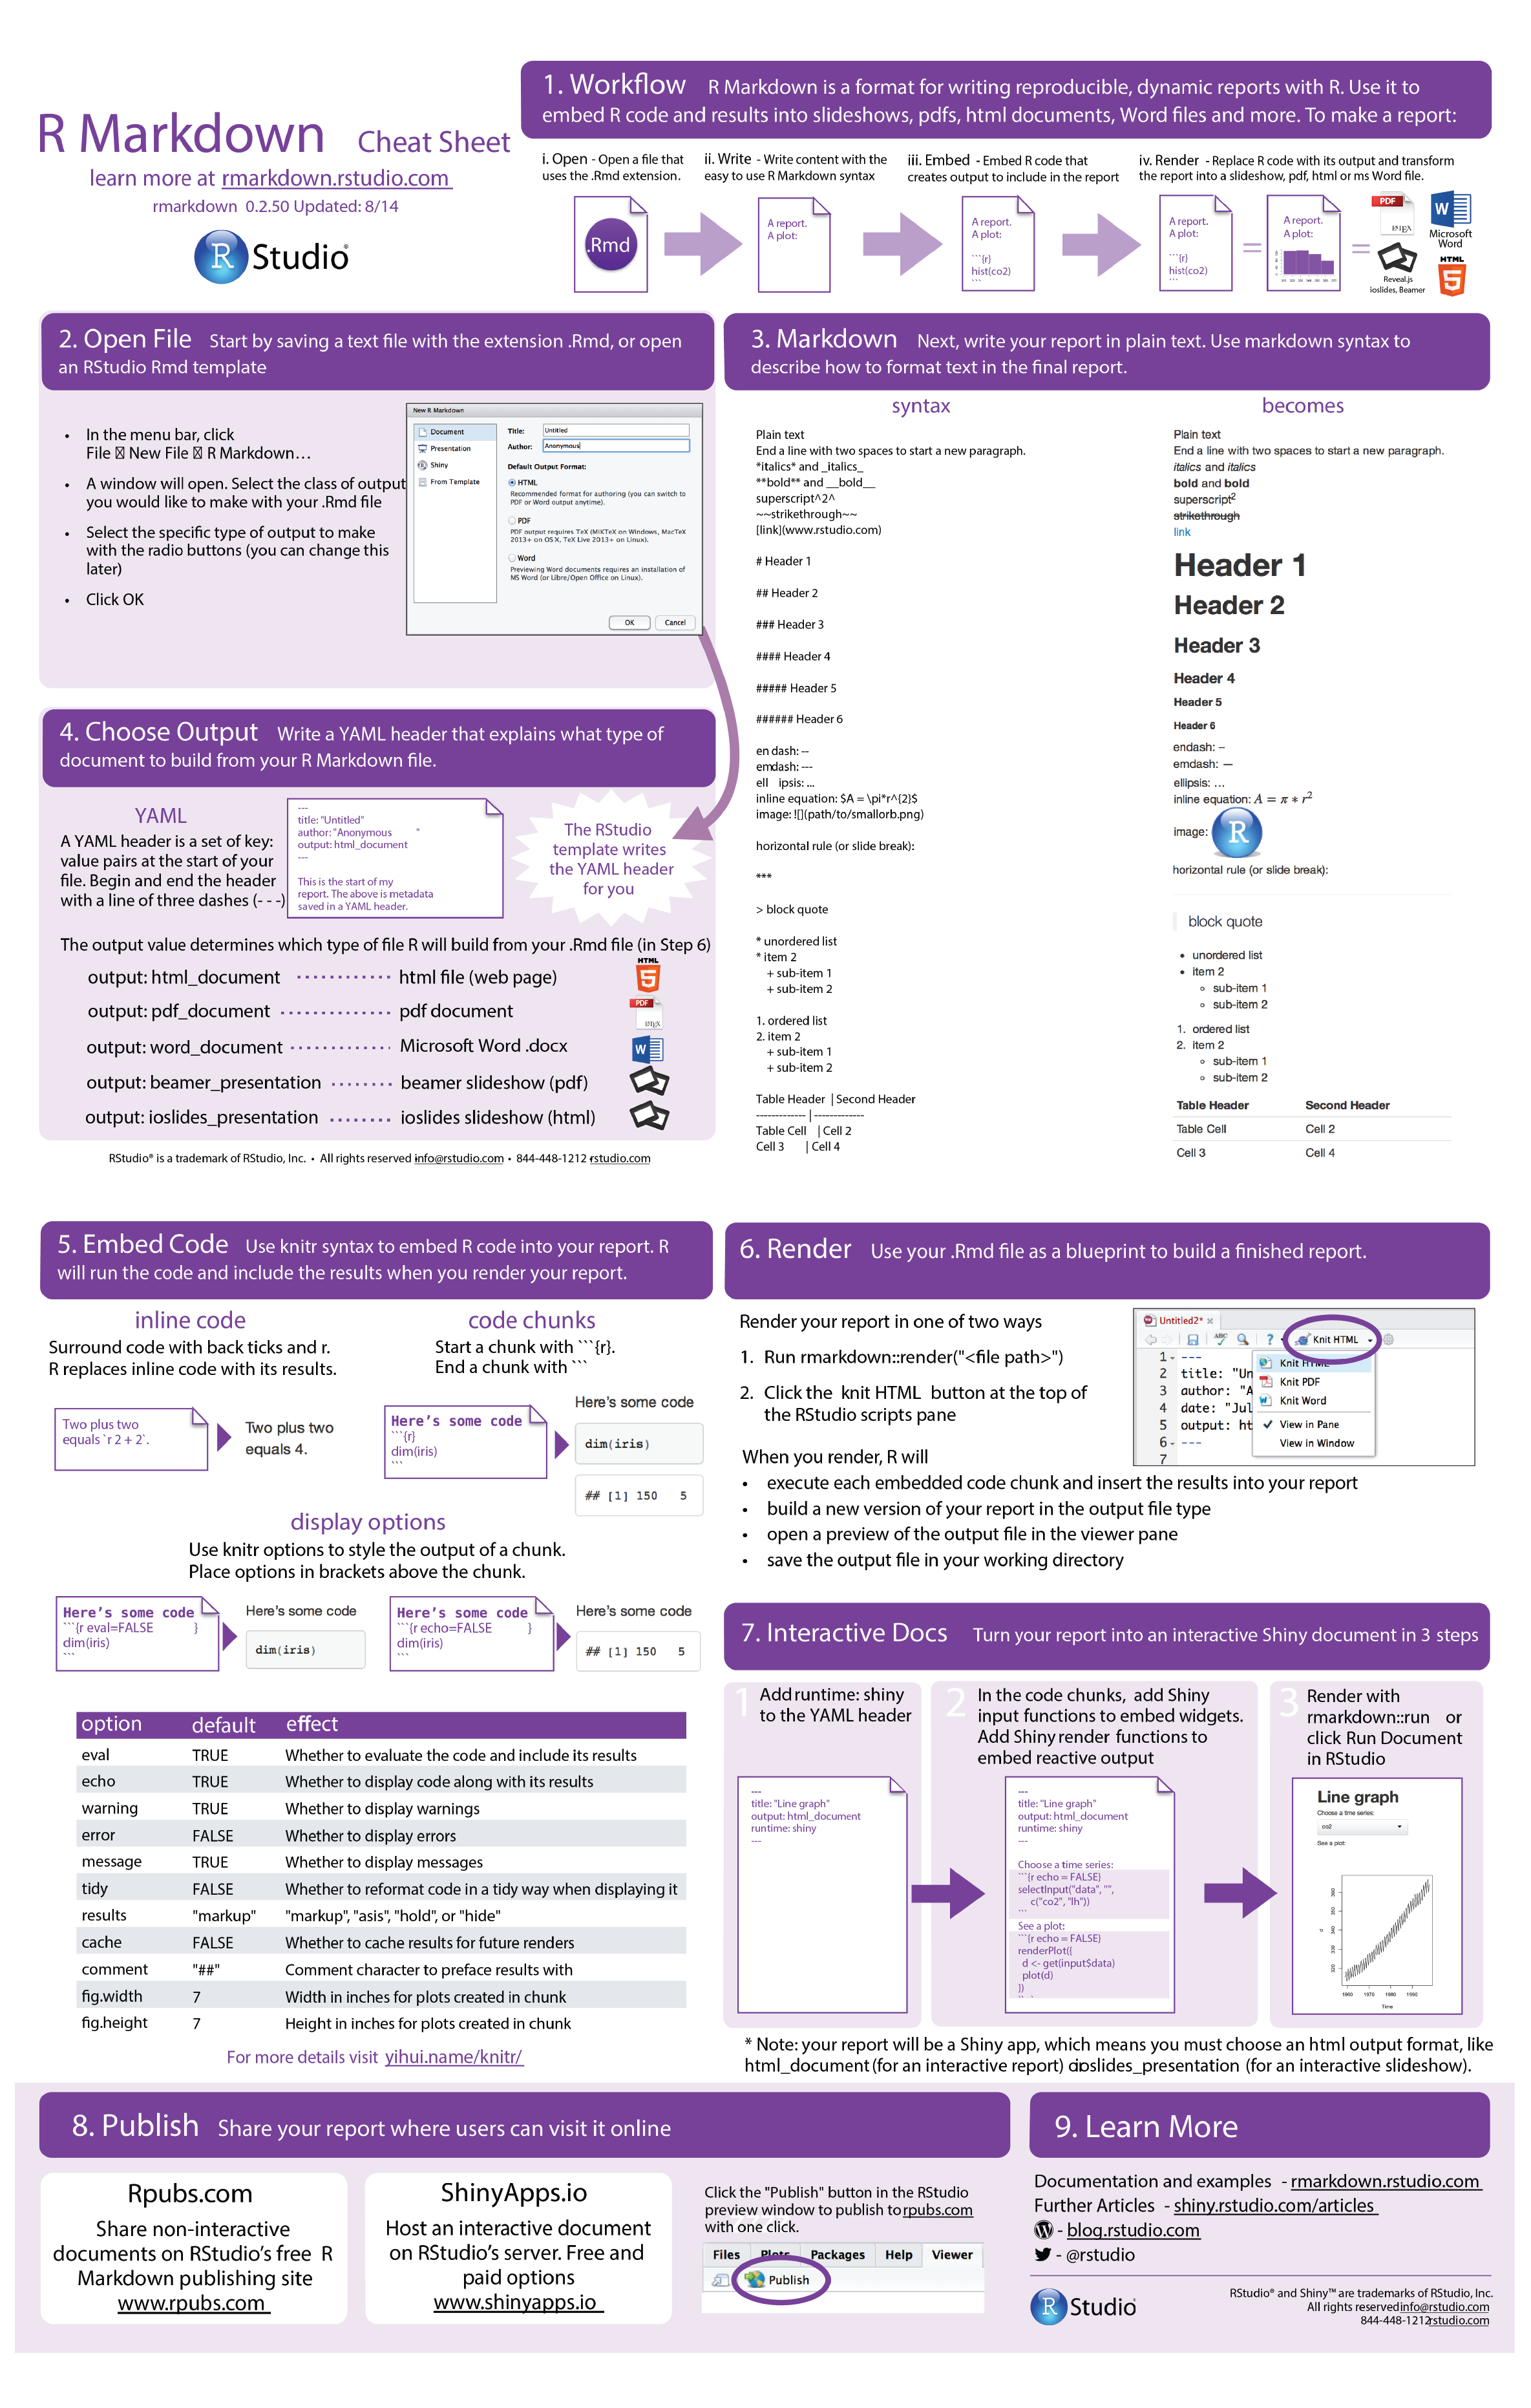 R Markdown Cheat Sheet
learn more at rmarkdown.rstudio.com
rmarkdown 0.2.50 Updated: 8/14
R Studio®
1. Workflow R Markdown is a format for writing reproducible, dynamic reports with R. Use it to
embed R code and results into slideshows, pdfs, html documents, Word files and more. To make a report:
i. Open - Open a file that
uses the .Rmd extension.
ii. Write - Write content with the
easy to use R Markdown syntax
iii. Embed - Embed R code that
creates output to include in the report
iv. Render - Replace R code with its output and transform
the report into a slideshow, pdf, html or ms Word file.
.Rmd
A report.
A plot:
A report.
A plot:
```{r}
hist(co2)
```
A report.
A plot:
```{r}
hist(co2)
```
=
A report.
A plot:
=
PDF
LATEX
W
Microsoft
Word
Reveal.js
ioslides, Beamer
HTML
5
2. Open File Start by saving a text file with the extension .Rmd, or open
an RStudio Rmd template
• In the menu bar, click
File ▯ New File ▯ R Markdown…
• A window will open. Select the class of output
you would like to make with your .Rmd file
• Select the specific type of output to make
with the radio buttons (you can change this
later)
• Click OK
New R Markdown
Document
Presentation
Shiny
From Template
Title: Untitled
Author: Anonymous
Default Output Format:
HTML
Recommended format for authoring (you can switch to
PDF or Word output anytime).
PDF
PDF output requires TeX (MiKTeX on Windows, MacTeX
2013+ on OS X, TeX Live 2013+ on Linux).
Word
Previewing Word documents requires an installation of
MS Word (or Libre/Open Office on Linux).
OK Cancel
3. Markdown Next, write your report in plain text. Use markdown syntax to
describe how to format text in the final report.
syntax
Plain text
End a line with two spaces to start a new paragraph.
*italics* and _italics_
**bold** and __bold__
superscript^2^
~~strikethrough~~
[link](www.rstudio.com)
# Header 1
## Header 2
### Header 3
#### Header 4
##### Header 5
###### Header 6
en dash: --
emdash: ---
ell ipsis: ...
inline equation: $A = \pi*r^{2}$
image: ![](path/to/smallorb.png)
horizontal rule (or slide break):
***
> block quote
* unordered list
* item 2
+ sub-item 1
+ sub-item 2
1. ordered list
2. item 2
+ sub-item 1
+ sub-item 2
Table Header | Second Header
------------- | -------------
Table Cell | Cell 2
Cell 3 | Cell 4
becomes
Plain text
End a line with two spaces to start a new paragraph.
italics and italics
bold and bold
superscript²
strikethrough
link
Header 1
Header 2
Header 3
Header 4
Header 5
Header 6
endash: –
emdash: —
ellipsis: …
inline equation: A = π * r²
image: R
horizontal rule (or slide break):
block quote
• unordered list
• item 2
◦ sub-item 1
◦ sub-item 2
1. ordered list
2. item 2
◦ sub-item 1
◦ sub-item 2
Table Header Second Header
Table Cell Cell 2
Cell 3 Cell 4
4. Choose Output Write a YAML header that explains what type of
document to build from your R Markdown file.
YAML
A YAML header is a set of key:
value pairs at the start of your
file. Begin and end the header
with a line of three dashes (- - -)
---
title: "Untitled"
author: "Anonymous "
output: html_document
---
This is the start of my
report. The above is metadata
saved in a YAML header.
The RStudio
template writes
the YAML header
for you
The output value determines which type of file R will build from your .Rmd file (in Step 6)
output: html_document ·········· html file (web page)
HTML
5
output: pdf_document ············ pdf document
PDF
LATEX
output: word_document ··········· Microsoft Word .docx
W
output: beamer_presentation ······· beamer slideshow (pdf)
output: ioslides_presentation ······· ioslides slideshow (html)
RStudio® is a trademark of RStudio, Inc. • All rights reserved info@rstudio.com • 844-448-1212 rstudio.com
5. Embed Code Use knitr syntax to embed R code into your report. R
will run the code and include the results when you render your report.
inline code
Surround code with back ticks and r.
R replaces inline code with its results.
Two plus two
equals `r 2 + 2`.
Two plus two
equals 4.
code chunks
Start a chunk with ```{r}.
End a chunk with ```
Here's some code
```{r}
dim(iris)
```
Here's some code
dim(iris)
## [1] 150 5
display options
Use knitr options to style the output of a chunk.
Place options in brackets above the chunk.
Here's some code
```{r eval=FALSE }
dim(iris)
```
Here's some code
dim(iris)
Here's some code
```{r echo=FALSE }
dim(iris)
```
Here's some code
## [1] 150 5
option default effect
eval TRUE Whether to evaluate the code and include its results
echo TRUE Whether to display code along with its results
warning TRUE Whether to display warnings
error FALSE Whether to display errors
message TRUE Whether to display messages
tidy FALSE Whether to reformat code in a tidy way when displaying it
results "markup" "markup", "asis", "hold", or "hide"
cache FALSE Whether to cache results for future renders
comment "##" Comment character to preface results with
fig.width 7 Width in inches for plots created in chunk
fig.height 7 Height in inches for plots created in chunk
For more details visit yihui.name/knitr/
6. Render Use your .Rmd file as a blueprint to build a finished report.
Render your report in one of two ways
1. Run rmarkdown::render("<file path>")
2. Click the knit HTML button at the top of
the RStudio scripts pane
When you render, R will
• execute each embedded code chunk and insert the results into your report
• build a new version of your report in the output file type
• open a preview of the output file in the viewer pane
• save the output file in your working directory
Untitled2*
ABC ? Knit HTML
1 ---
2 title: "Un
3 author: "A
4 date: "Jul
5 output: ht
6 ---
7
Knit HTML
Knit PDF
Knit Word
View in Pane
View in Window
7. Interactive Docs Turn your report into an interactive Shiny document in 3 steps
1 Add runtime: shiny
to the YAML header
---
title: "Line graph"
output: html_document
runtime: shiny
---
2 In the code chunks, add Shiny
input functions to embed widgets.
Add Shiny render functions to
embed reactive output
---
title: "Line graph"
output: html_document
runtime: shiny
---
Choose a time series:
```{r echo = FALSE}
selectInput("data", "",
c("co2", "lh"))
```
See a plot:
```{r echo = FALSE}
renderPlot({
d <- get(input$data)
plot(d)
})
3 Render with
rmarkdown::run or
click Run Document
in RStudio
Line graph
Choose a time series:
co2
See a plot:
d
360
350
340
330
320
1960 1970 1980 1990
Time
* Note: your report will be a Shiny app, which means you must choose an html output format, like
html_document (for an interactive report) or ioslides_presentation (for an interactive slideshow).
8. Publish Share your report where users can visit it online
Rpubs.com
Share non-interactive
documents on RStudio's free R
Markdown publishing site
www.rpubs.com
ShinyApps.io
Host an interactive document
on RStudio's server. Free and
paid options
www.shinyapps.io
Click the "Publish" button in the RStudio
preview window to publish to rpubs.com
with one click.
Files Plots Packages Help Viewer
Publish
9. Learn More
Documentation and examples - rmarkdown.rstudio.com
Further Articles - shiny.rstudio.com/articles
- blog.rstudio.com
- @rstudio
R Studio®
RStudio® and Shiny™ are trademarks of RStudio, Inc.
All rights reserved info@rstudio.com
844-448-1212 rstudio.com